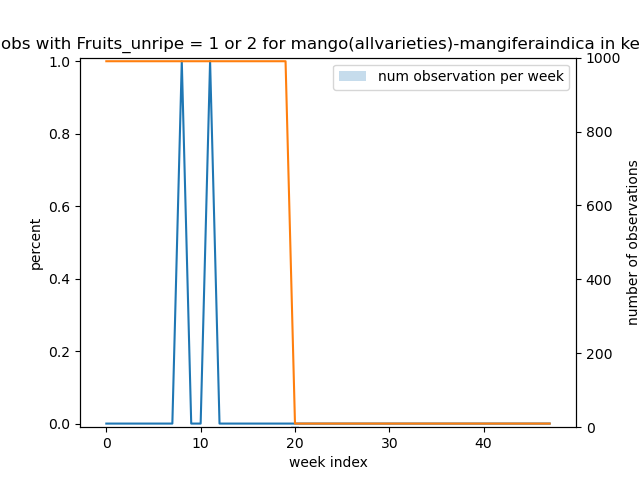 obs with Fruits_unripe = 1 or 2 for mango(allvarieties)-mangiferaindica in ke
num observation per week
1.0
0.8
0.6
0.4
0.2
0.0
percent
1000
800
600
400
200
0
number of observations
0 10 20 30 40
week index